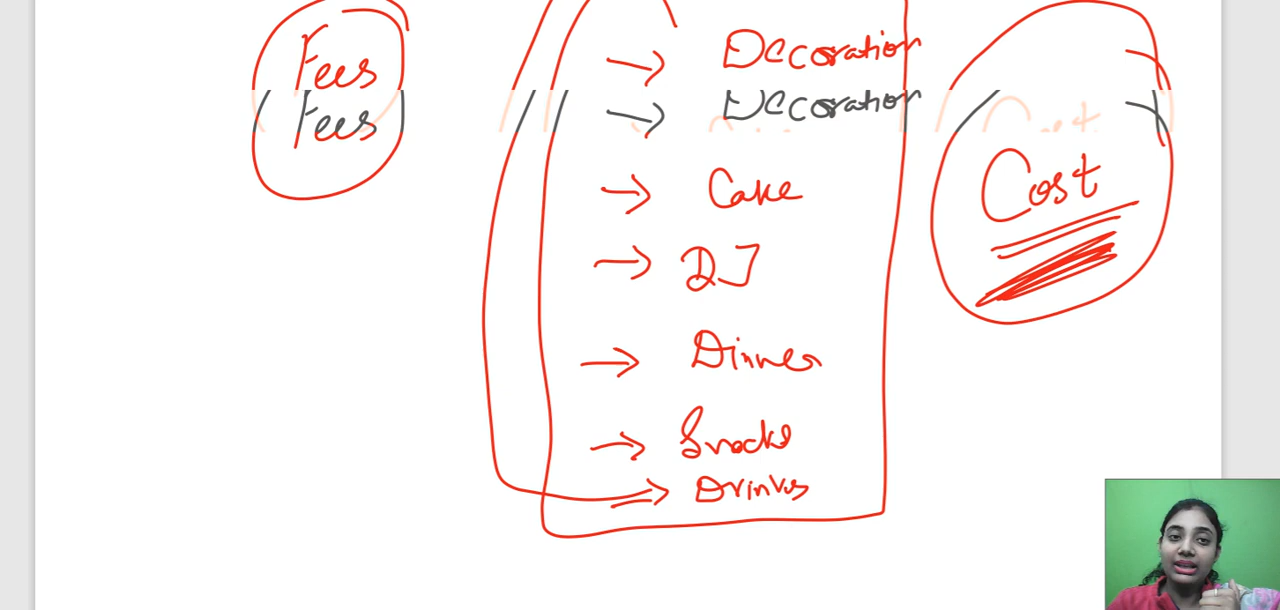 Fees
Decoration
Fees
Decoration
Cake
Cost
DJ
Dinner
Snacks
Drinks